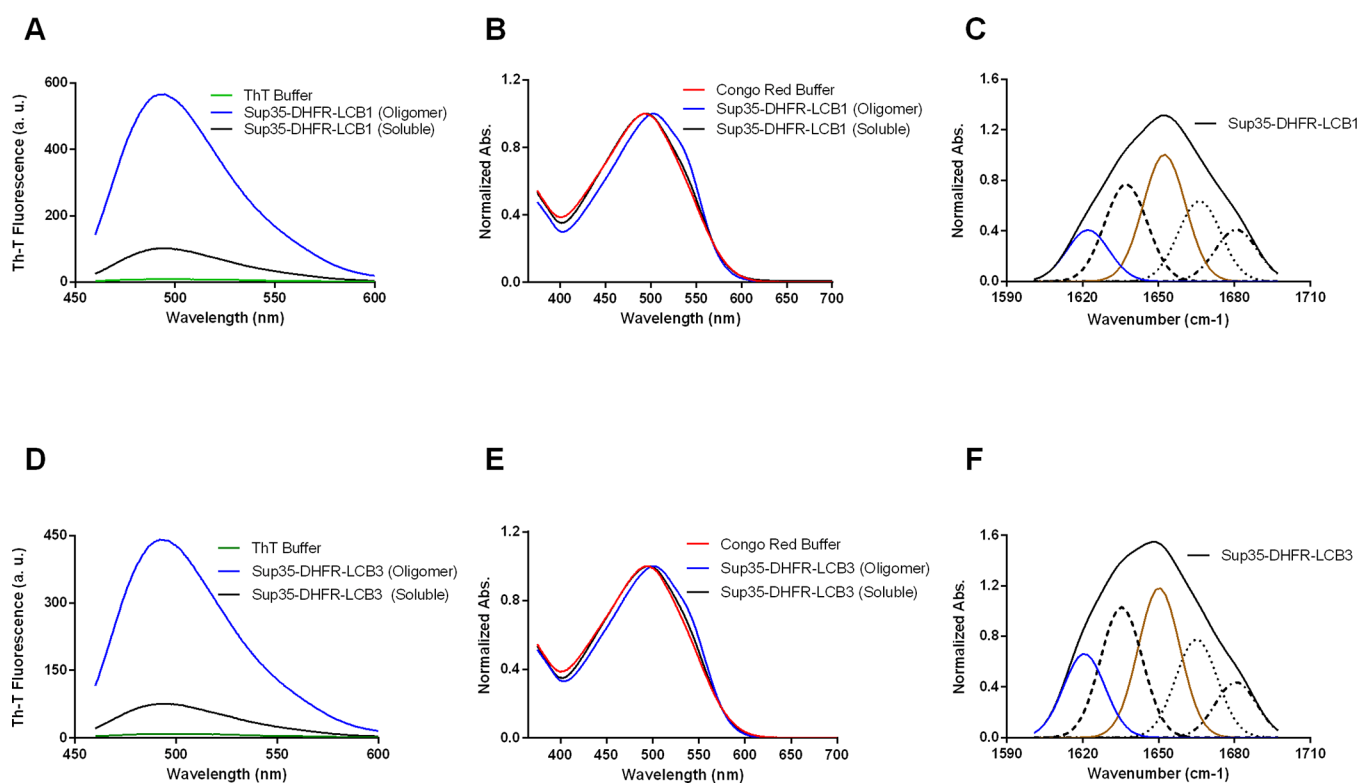 A
Th-T Fluorescence (a. u.)
600
400
200
0
450
500
550
600
Wavelength (nm)
ThT Buffer
Sup35-DHFR-LCB1 (Oligomer)
Sup35-DHFR-LCB1 (Soluble)
B
Normalized Abs.
1.2
0.8
0.4
0.0
400
450
500
550
600
650
700
Wavelength (nm)
Congo Red Buffer
Sup35-DHFR-LCB1 (Oligomer)
Sup35-DHFR-LCB1 (Soluble)
C
Normalized Abs.
1.6
1.2
0.8
0.4
0.0
1590
1620
1650
1680
1710
Wavenumber (cm-1)
Sup35-DHFR-LCB1
D
Th-T Fluorescence (a. u.)
450
300
150
0
450
500
550
600
Wavelength (nm)
ThT Buffer
Sup35-DHFR-LCB3 (Oligomer)
Sup35-DHFR-LCB3 (Soluble)
E
Normalized Abs.
1.2
0.8
0.4
0.0
400
450
500
550
600
650
700
Wavelength (nm)
Congo Red Buffer
Sup35-DHFR-LCB3 (Oligomer)
Sup35-DHFR-LCB3 (Soluble)
F
Normalized Abs.
1.6
1.2
0.8
0.4
0.0
1590
1620
1650
1680
1710
Wavenumber (cm-1)
Sup35-DHFR-LCB3